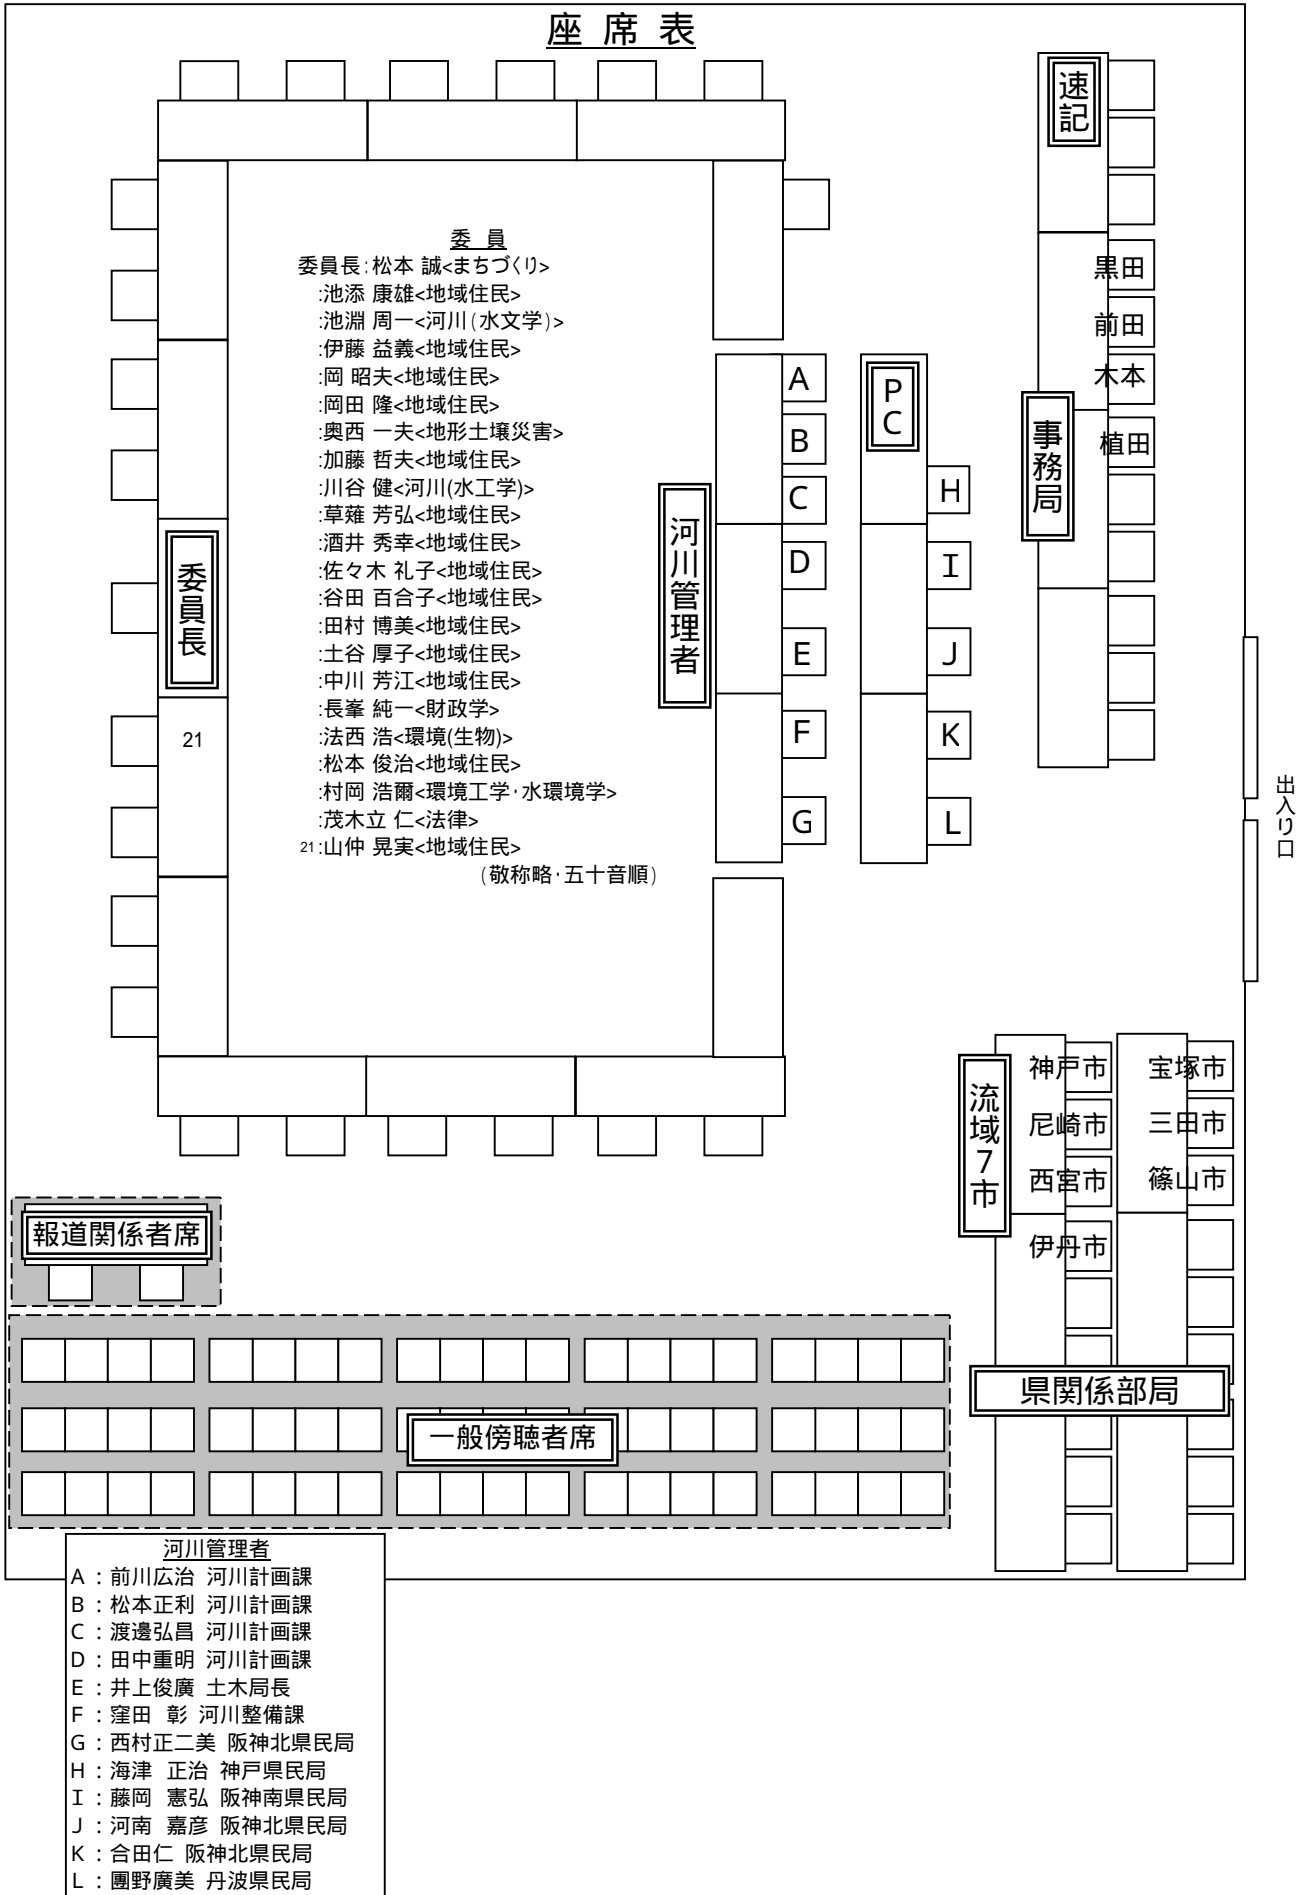 座 席 表
速記
委 員
委員長:松本 誠<まちづくり>
:池添 康雄<地域住民>
:池淵 周一<河川(水文学)>
:伊藤 益義<地域住民>
:岡 昭夫<地域住民>
:岡田 隆<地域住民>
:奥西 一夫<地形土壌災害>
:加藤 哲夫<地域住民>
:川谷 健<河川(水工学)>
:草薙 芳弘<地域住民>
:酒井 秀幸<地域住民>
:佐々木 礼子<地域住民>
:谷田 百合子<地域住民>
:田村 博美<地域住民>
:土谷 厚子<地域住民>
:中川 芳江<地域住民>
:長峯 純一<財政学>
:法西 浩<環境(生物)>
:松本 俊治<地域住民>
:村岡 浩爾<環境工学・水環境学>
:茂木立 仁<法律>
21:山仲 晃実<地域住民>
(敬称略・五十音順)
委員長
21
河川管理者
A
B
C
D
E
F
G
PC
H
I
J
K
L
黒田
前田
木本
植田
事務局
出入り口
流域7市
神戸市
尼崎市
西宮市
伊丹市
宝塚市
三田市
篠山市
県関係部局
報道関係者席
一般傍聴者席
河川管理者
A : 前川広治 河川計画課
B : 松本正利 河川計画課
C : 渡邊弘昌 河川計画課
D : 田中重明 河川計画課
E : 井上俊廣 土木局長
F : 窪田 彰 河川整備課
G : 西村正二美 阪神北県民局
H : 海津 正治 神戸県民局
I : 藤岡 憲弘 阪神南県民局
J : 河南 嘉彦 阪神北県民局
K : 合田仁 阪神北県民局
L : 團野廣美 丹波県民局